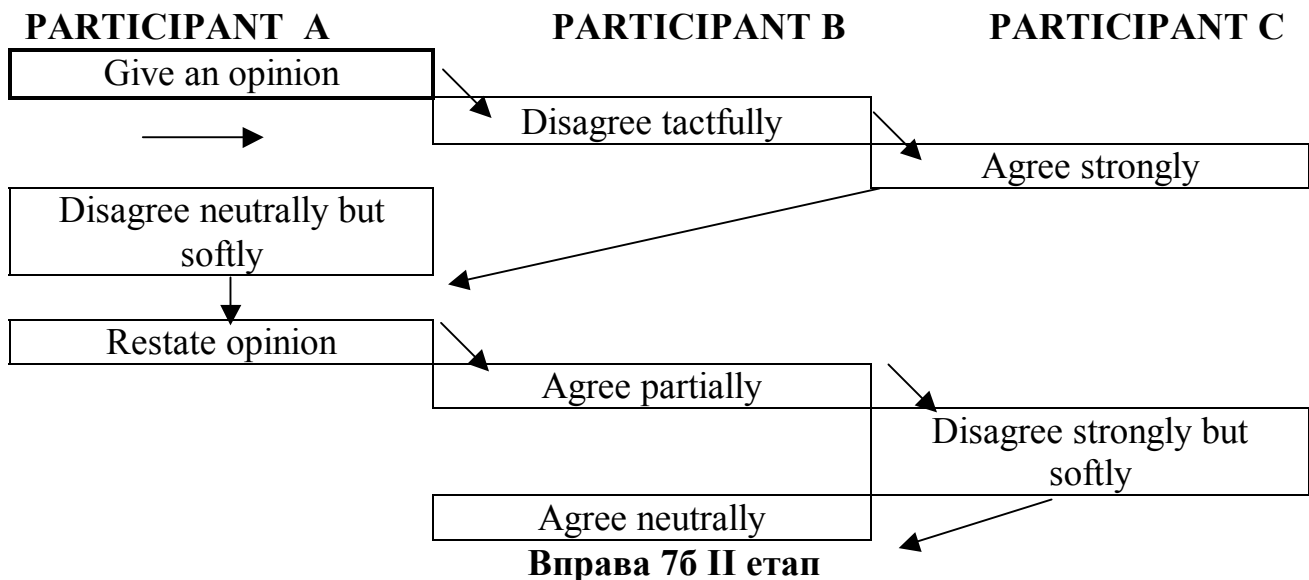 PARTICIPANT A PARTICIPANT B PARTICIPANT C
Give an opinion
Disagree tactfully
Agree strongly
Disagree neutrally but
softly
Restate opinion
Agree partially
Disagree strongly but
softly
Agree neutrally
Вправа 7б ІІ етап